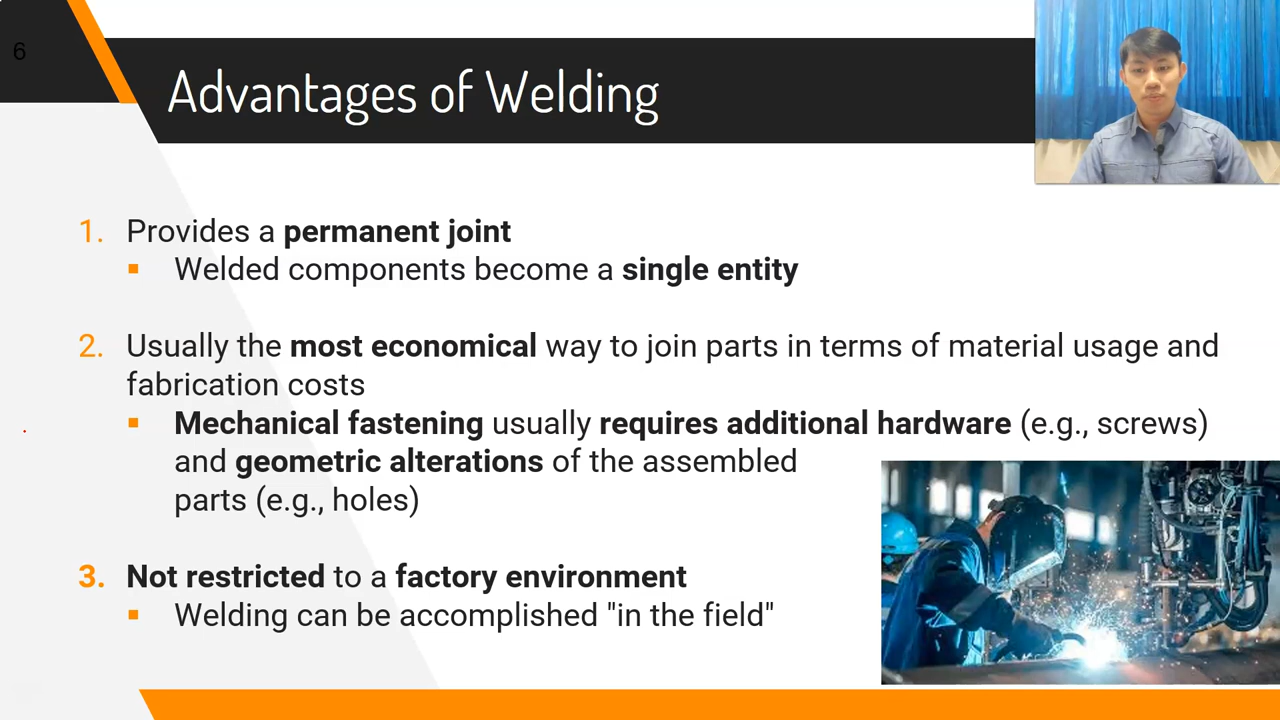 6
Advantages of Welding
1. Provides a permanent joint
▪ Welded components become a single entity
2. Usually the most economical way to join parts in terms of material usage and
fabrication costs
▪ Mechanical fastening usually requires additional hardware (e.g., screws)
and geometric alterations of the assembled
parts (e.g., holes)
3. Not restricted to a factory environment
▪ Welding can be accomplished "in the field"